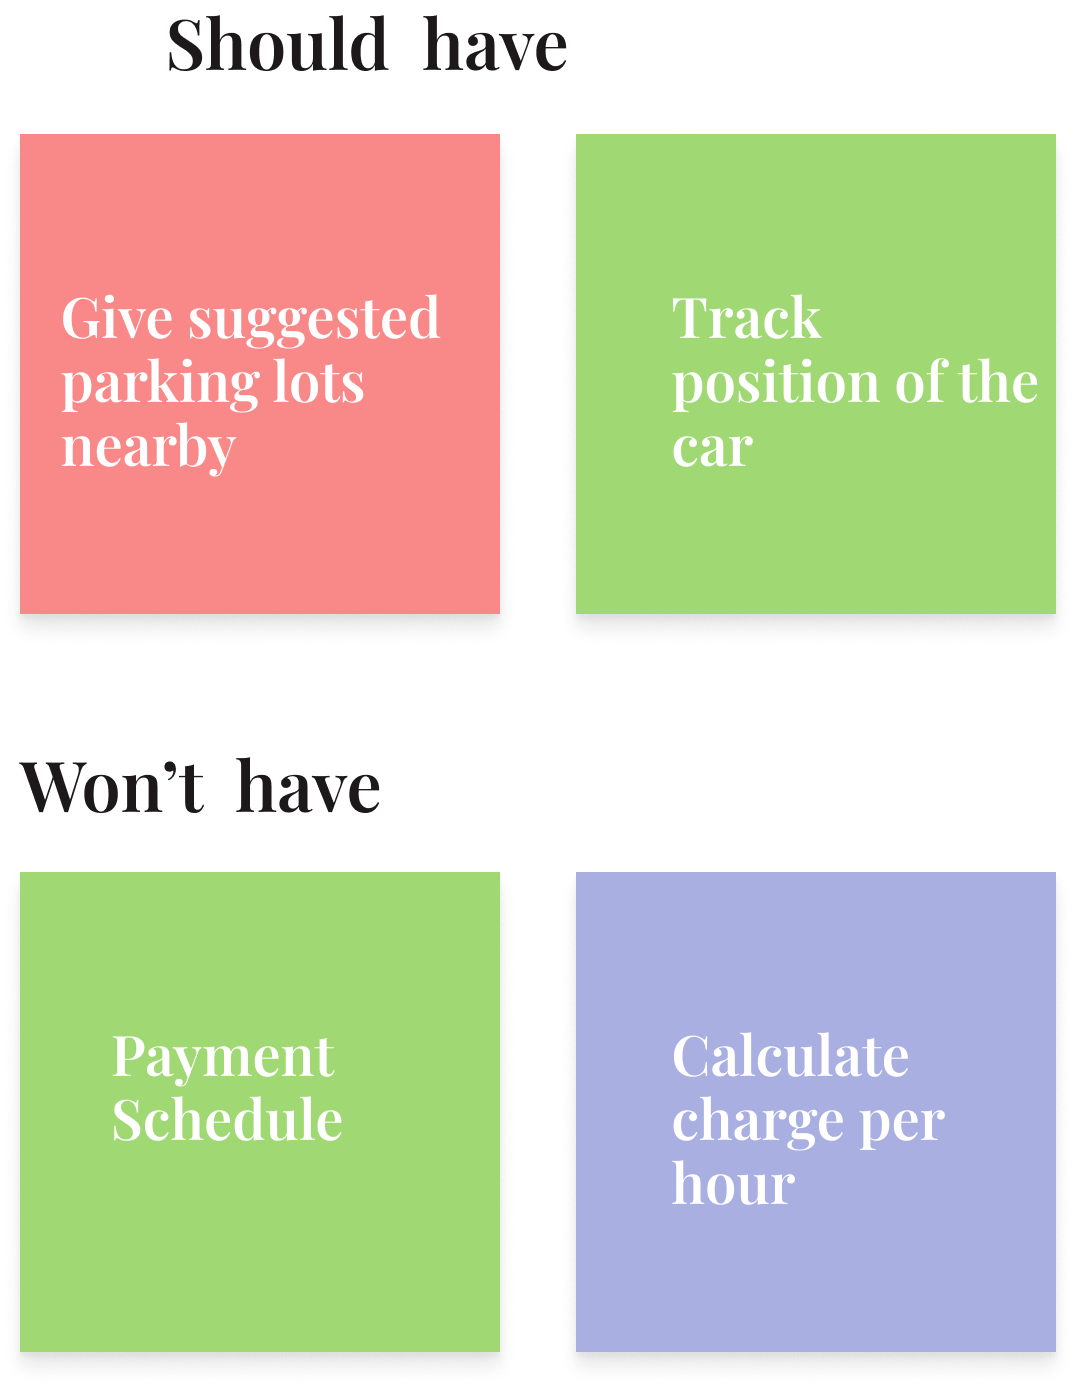 Should have
Give suggested
parking lots
nearby
Track
position of the
car
Won’t have
Payment
Schedule
Calculate
charge per
hour